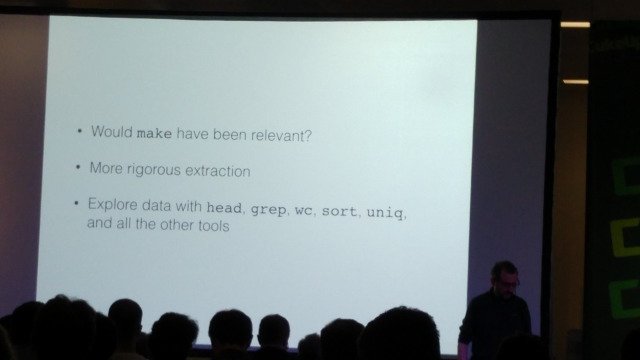 • Would make have been relevant?
• More rigorous extraction
• Explore data with head, grep, wc, sort, uniq,
and all the other tools